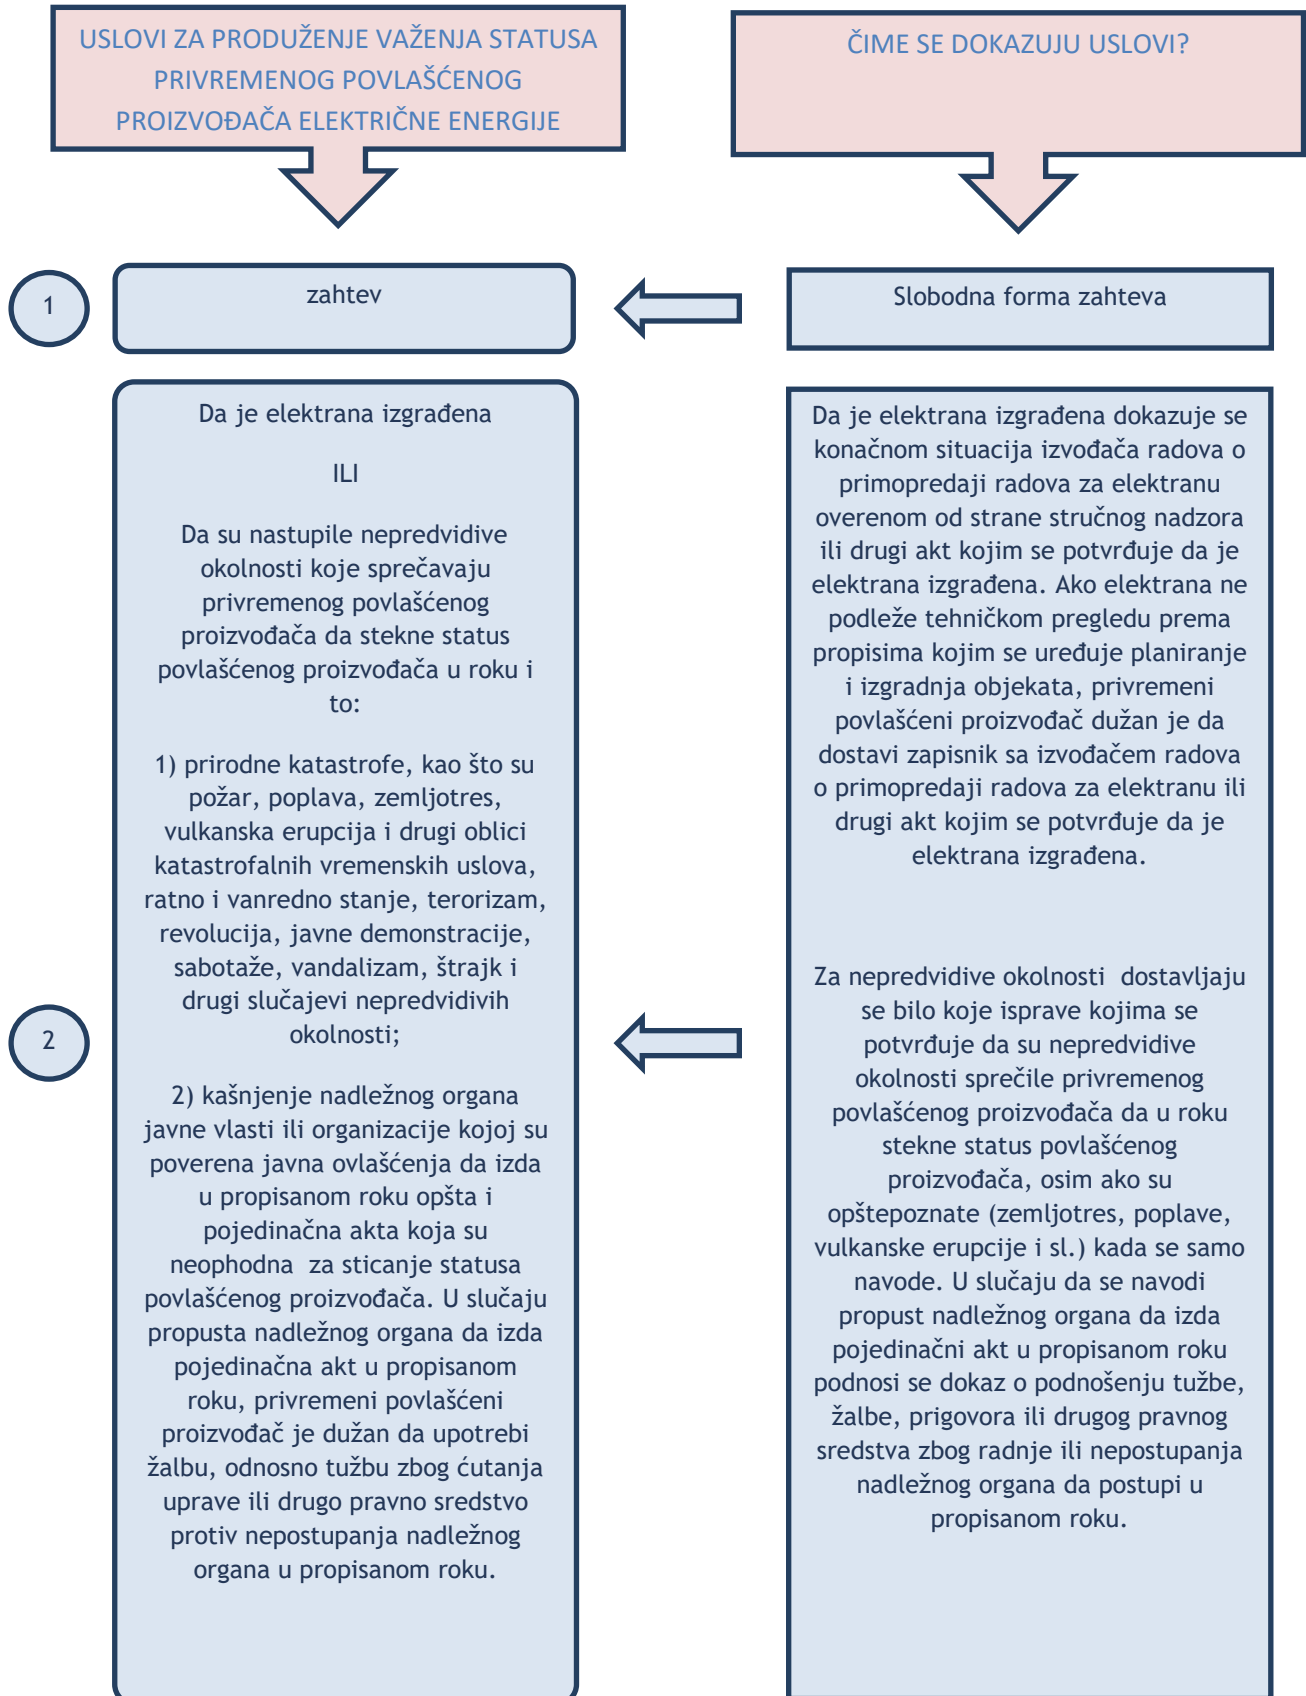 USLOVI ZA PRODUŽENJE VAŽENJA STATUSA
PRIVREMENOG POVLAŠĆENOG
PROIZVOĐAČA ELEKTRIČNE ENERGIJE
ČIME SE DOKAZUJU USLOVI?
1
zahtev
Slobodna forma zahteva
2
Da je elektrana izgrađena
ILI
Da su nastupile nepredvidive
okolnosti koje sprečavaju
privremenog povlašćenog
proizvođača da stekne status
povlašćenog proizvođača u roku i
to:
1) prirodne katastrofe, kao što su
požar, poplava, zemljotres,
vulkanska erupcija i drugi oblici
katastrofalnih vremenskih uslova,
ratno i vanredno stanje, terorizam,
revolucija, javne demonstracije,
sabotaže, vandalizam, štrajk i
drugi slučajevi nepredvidivih
okolnosti;
2) kašnjenje nadležnog organa
javne vlasti ili organizacije kojoj su
poverena javna ovlašćenja da izda
u propisanom roku opšta i
pojedinačna akta koja su
neophodna  za sticanje statusa
povlašćenog proizvođača. U slučaju
propusta nadležnog organa da izda
pojedinačna akt u propisanom
roku, privremeni povlašćeni
proizvođač je dužan da upotrebi
žalbu, odnosno tužbu zbog ćutanja
uprave ili drugo pravno sredstvo
protiv nepostupanja nadležnog
organa u propisanom roku.
Da je elektrana izgrađena dokazuje se
konačnom situacija izvođača radova o
primopredaji radova za elektranu
overenom od strane stručnog nadzora
ili drugi akt kojim se potvrđuje da je
elektrana izgrađena. Ako elektrana ne
podleže tehničkom pregledu prema
propisima kojim se uređuje planiranje
i izgradnja objekata, privremeni
povlašćeni proizvođač dužan je da
dostavi zapisnik sa izvođačem radova
o primopredaji radova za elektranu ili
drugi akt kojim se potvrđuje da je
elektrana izgrađena.
Za nepredvidive okolnosti  dostavljaju
se bilo koje isprave kojima se
potvrđuje da su nepredvidive
okolnosti sprečile privremenog
povlašćenog proizvođača da u roku
stekne status povlašćenog
proizvođača, osim ako su
opštepoznate (zemljotres, poplave,
vulkanske erupcije i sl.) kada se samo
navode. U slučaju da se navodi
propust nadležnog organa da izda
pojedinačni akt u propisanom roku
podnosi se dokaz o podnošenju tužbe,
žalbe, prigovora ili drugog pravnog
sredstva zbog radnje ili nepostupanja
nadležnog organa da postupi u
propisanom roku.